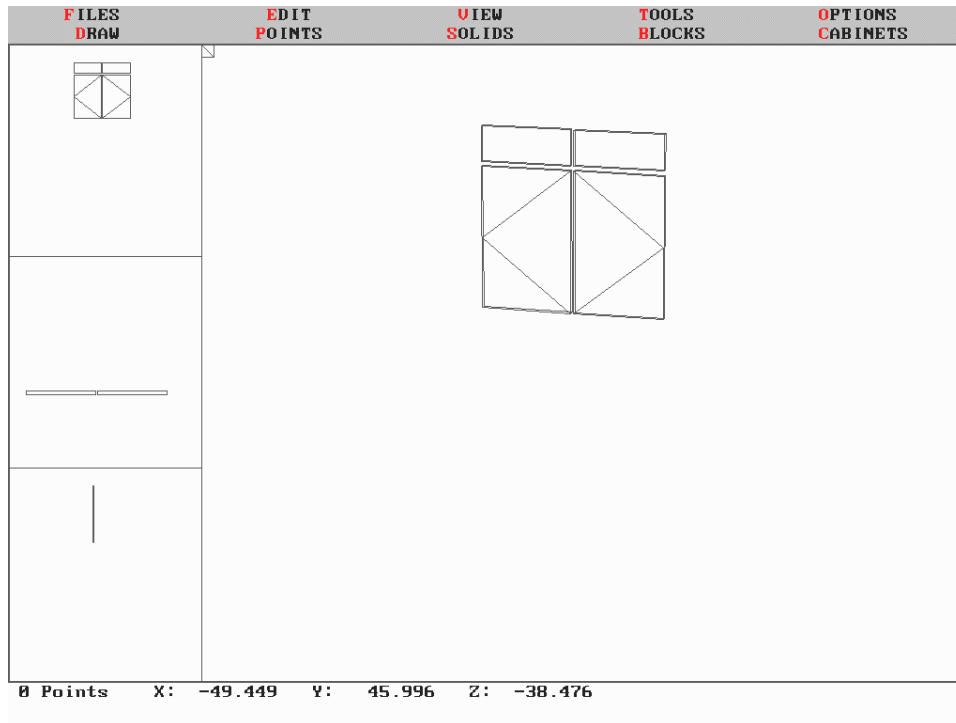 FILES EDIT VIEW TOOLS OPTIONS
DRAW POINTS SOLIDS BLOCKS CABINETS
0 Points X: -49.449 Y: 45.996 Z: -38.476